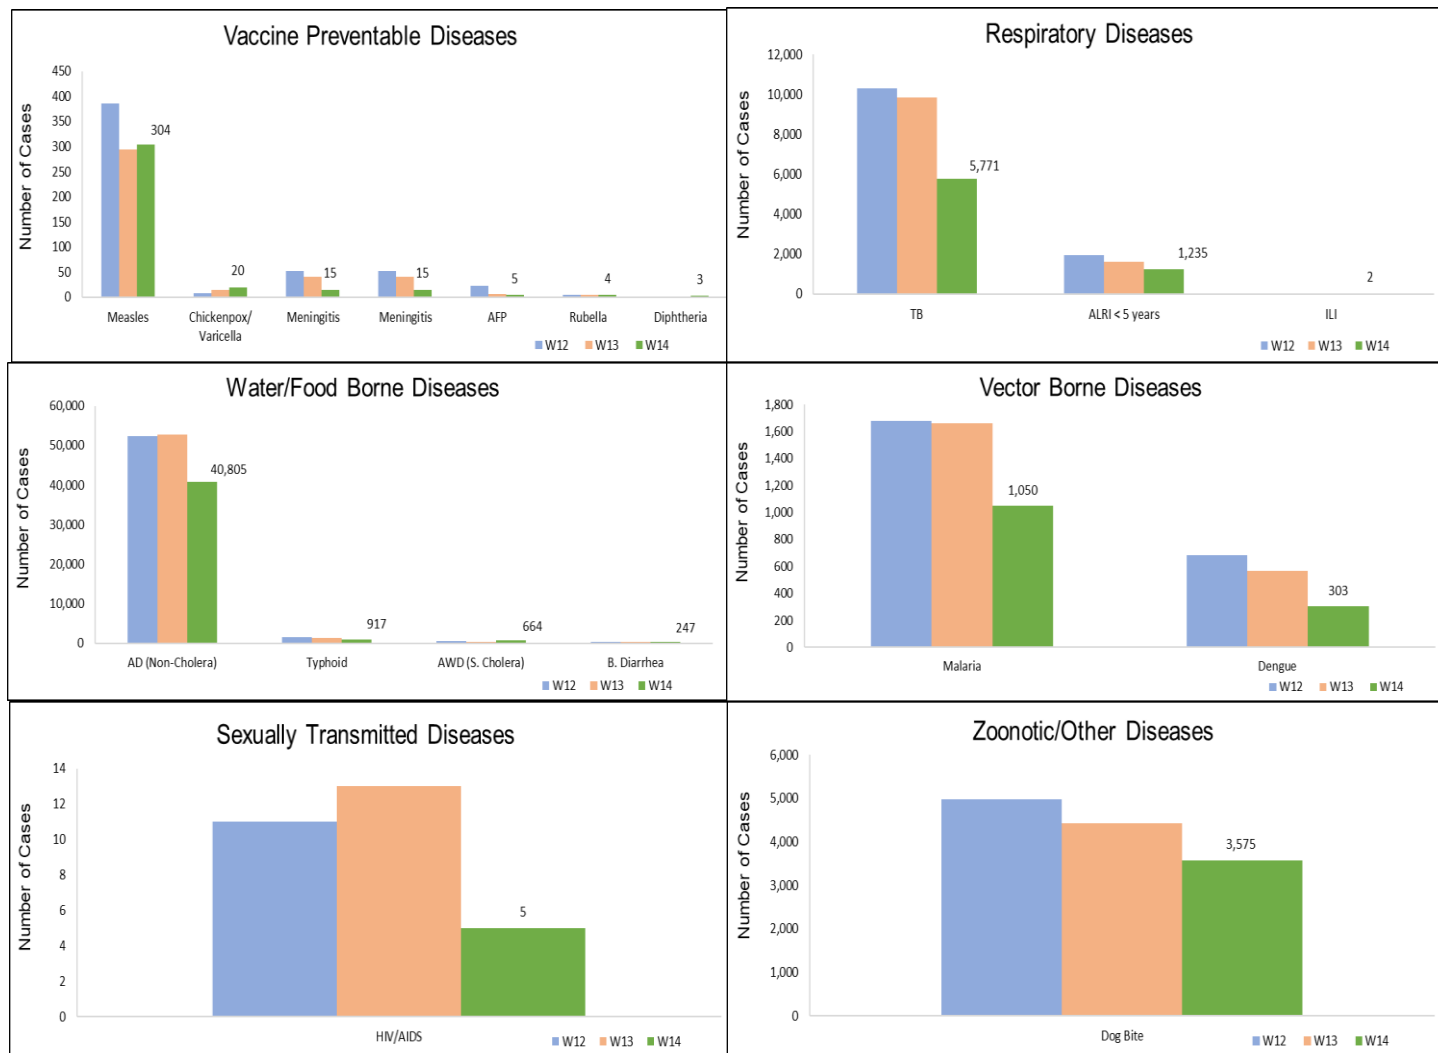 Vaccine Preventable Diseases
Number of Cases
450
400
350
300
250
200
150
100
50
0
304
20
15
15
5
4
3
Measles
Chickenpox/
Varicella
Meningitis
Meningitis
AFP
Rubella
Diphtheria
W12 W13 W14
Respiratory Diseases
Number of Cases
12,000
10,000
8,000
6,000
4,000
2,000
0
5,771
1,235
2
TB
ALRI < 5 years
ILI
W12 W13 W14
Water/Food Borne Diseases
Number of Cases
60,000
50,000
40,000
30,000
20,000
10,000
0
40,805
917
664
247
AD (Non-Cholera)
Typhoid
AWD (S. Cholera)
B. Diarrhea
W12 W13 W14
Vector Borne Diseases
Number of Cases
1,800
1,600
1,400
1,200
1,000
800
600
400
200
0
1,050
303
Malaria
Dengue
W12 W13 W14
Sexually Transmitted Diseases
Number of Cases
14
12
10
8
6
4
2
0
5
HIV/AIDS
W12 W13 W14
Zoonotic/Other Diseases
Number of Cases
6,000
5,000
4,000
3,000
2,000
1,000
0
3,575
Dog Bite
W12 W13 W14